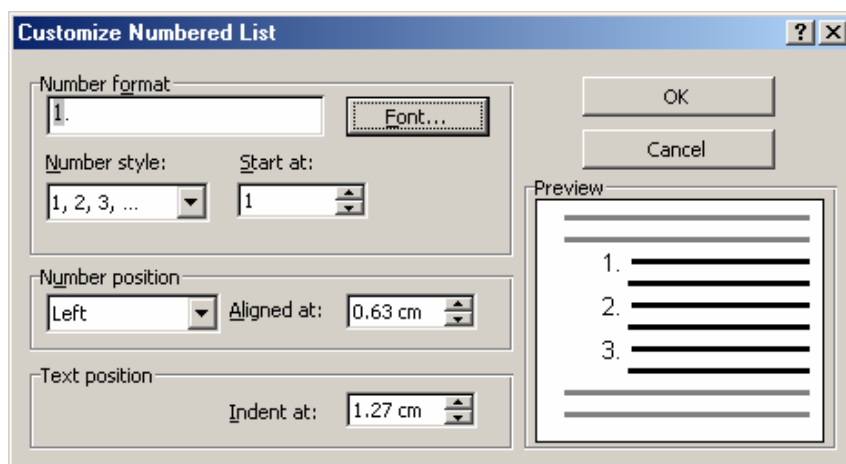 Customize Numbered List
Number format
1.
Font...
OK
Cancel
Number style:
Start at:
1, 2, 3, ...
1
Preview
1.
2.
3.
Number position
Left
Aligned at:
0.63 cm
Text position
Indent at:
1.27 cm